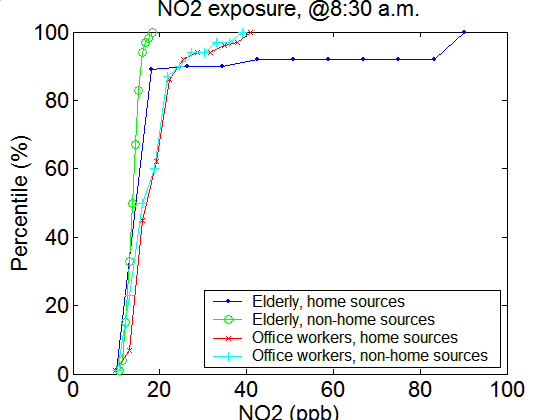 NO2 exposure, @8:30 a.m.
100
80
60
40
20
0
Percentile (%)
0 20 40 60 80 100
NO2 (ppb)
Elderly, home sources
Elderly, non-home sources
Office workers, home sources
Office workers, non-home sources